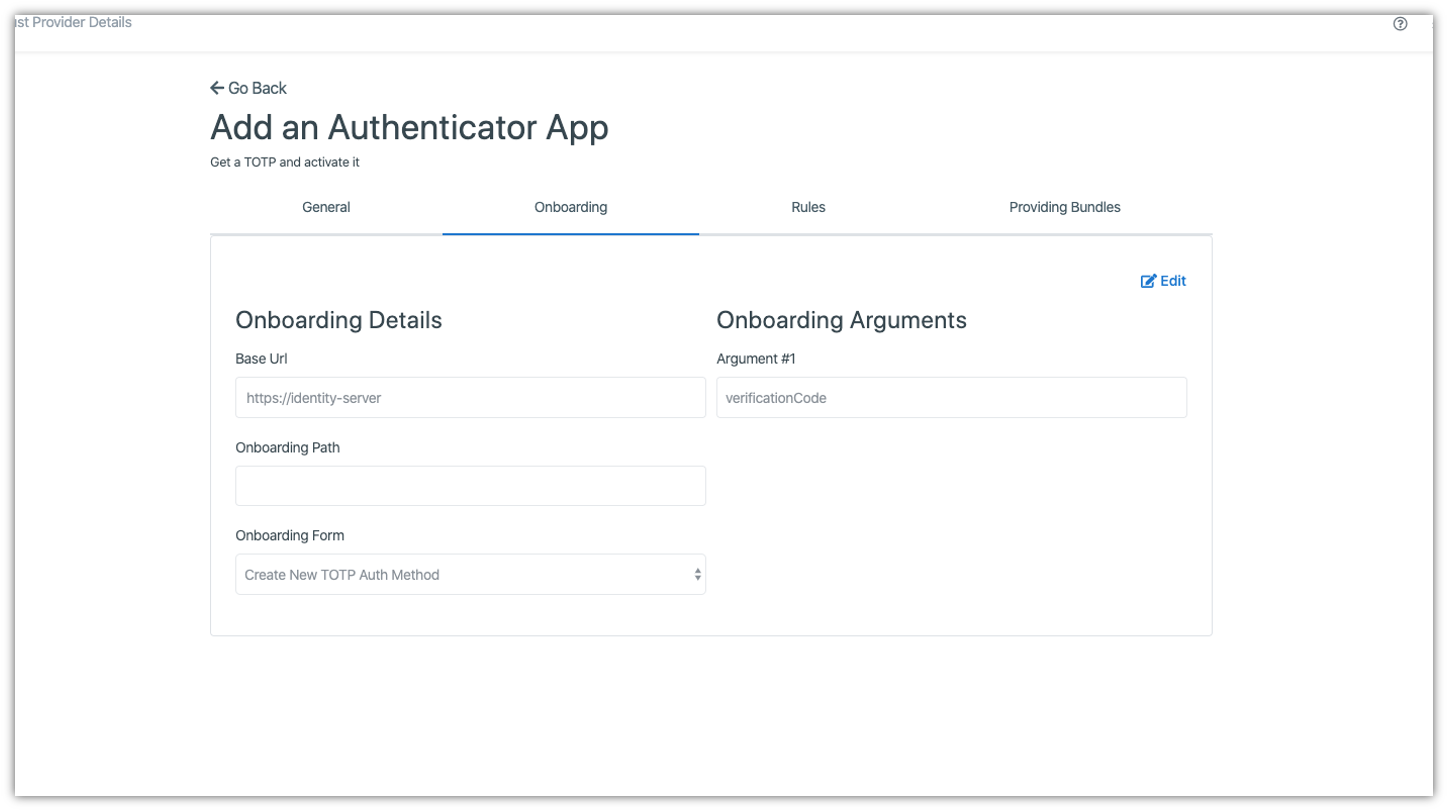 Provider Details
Go Back
Add an Authenticator App
Get a TOTP and activate it
General
Onboarding
Rules
Providing Bundles
Edit
Onboarding Details
Base Url
https://identity-server
Onboarding Path
Onboarding Form
Create New TOTP Auth Method
Onboarding Arguments
Argument #1
verificationCode